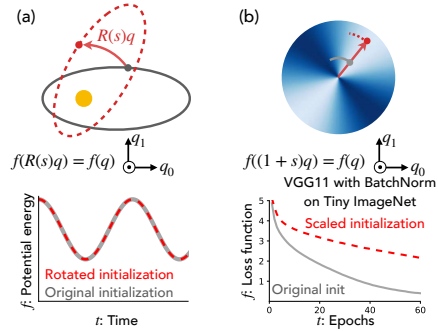 (a)
R(s)q
q₁
f(R(s)q) = f(q)
q₀
f: Potential energy
Rotated initialization
Original initialization
t: Time
(b)
q₁
f((1 + s)q) = f(q)
q₀
VGG11 with BatchNorm
on Tiny ImageNet
Scaled initialization
f: Loss function
5
4
3
2
1
0
Original init
0
20
40
60
t: Epochs